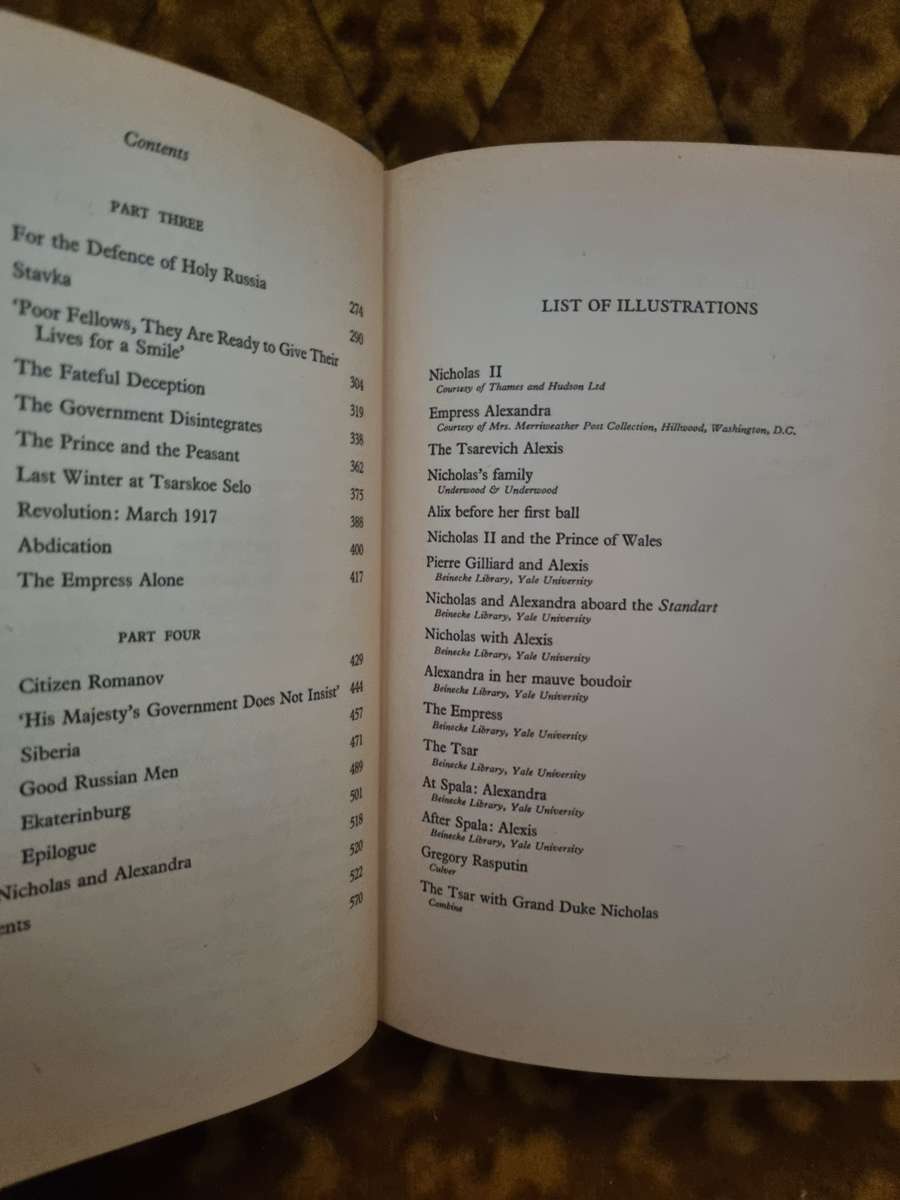 Contents
PART THREE
For the Defence of Holy Russia 274
Stavka 290
'Poor Fellows, They Are Ready to Give Their
Lives for a Smile' 304
The Fateful Deception 319
The Government Disintegrates 338
The Prince and the Peasant 362
Last Winter at Tsarskoe Selo 375
Revolution: March 1917 388
Abdication 400
The Empress Alone 417
PART FOUR
Citizen Romanov 429
'His Majesty's Government Does Not Insist' 444
Siberia 457
Good Russian Men 471
Ekaterinburg 489
Epilogue 501
Nicholas and Alexandra 518
ents 520
522
570
LIST OF ILLUSTRATIONS
Nicholas II
Courtesy of Thames and Hudson Ltd
Empress Alexandra
Courtesy of Mrs. Merriweather Post Collection, Hillwood, Washington, D.C.
The Tsarevich Alexis
Nicholas's family
Underwood & Underwood
Alix before her first ball
Nicholas II and the Prince of Wales
Pierre Gilliard and Alexis
Beinecke Library, Yale University
Nicholas and Alexandra aboard the Standart
Beinecke Library, Yale University
Nicholas with Alexis
Beinecke Library, Yale University
Alexandra in her mauve boudoir
Beinecke Library, Yale University
The Empress
Beinecke Library, Yale University
The Tsar
Beinecke Library, Yale University
At Spala: Alexandra
Beinecke Library, Yale University
After Spala: Alexis
Beinecke Library, Yale University
Gregory Rasputin
Culver
The Tsar with Grand Duke Nicholas
Combine